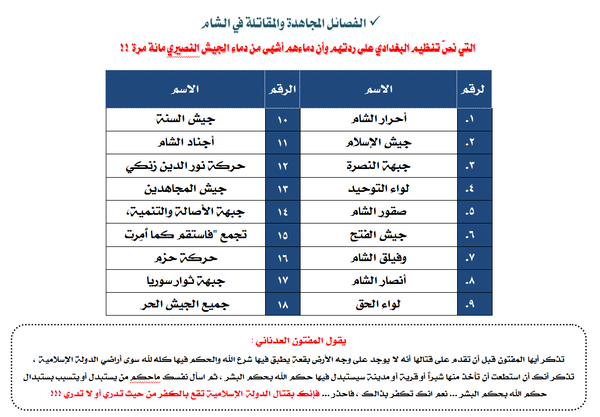 ✓ الفصائل المجاهدة والمقاتلة في الشام
التي نصّ تنظيم البغدادي على ردتهم وأن دماءهم أشهى من دماء الجيش النصيري مائة مرة !!
لرقم الاسم الرقم الاسم
١. أحرار الشام ١٠ جيش السنة
٢. جيش الإسلام ١١ أجناد الشام
٣. جبهة النصرة ١٢ حركة نور الدين زنكي
٤. لواء التوحيد ١٣ جيش المجاهدين
٥. صقور الشام ١٤ جبهة الأصالة والتنمية،
٦. جيش الفتح ١٥ تجمع "فاستقم كما أمرت
٧. وفيلق الشام ١٦ حركة حزم
٨. أنصار الشام ١٧ جبهة ثوار سوريا
٩. لواء الحق ١٨ جميع الجيش الحر
يقول المفتون العدناني :
تذكر أيها المفتون قبل أن تقدم على قتالها أنه لا يوجد على وجه الأرض بقعة يطبق فيها شرع الله والحكم فيها كله لله سوى أراضي الدولة الإسلامية ،
تذكر أنك إن استطعت أن تأخذ منها شبراً أو قرية أو مدينة سيستبدل فيها حكم الله بحكم البشر ، ثم اسأل نفسك ماحكم من يستبدل أو يتسبب بستبدال
حكم الله بحكم البشر ... نعم انك تكفر بذالك ، فاحذر ... فإنك بقتال الدولة الإسلامية تقع بالكفر من حيث تدري أو لا تدري !!!